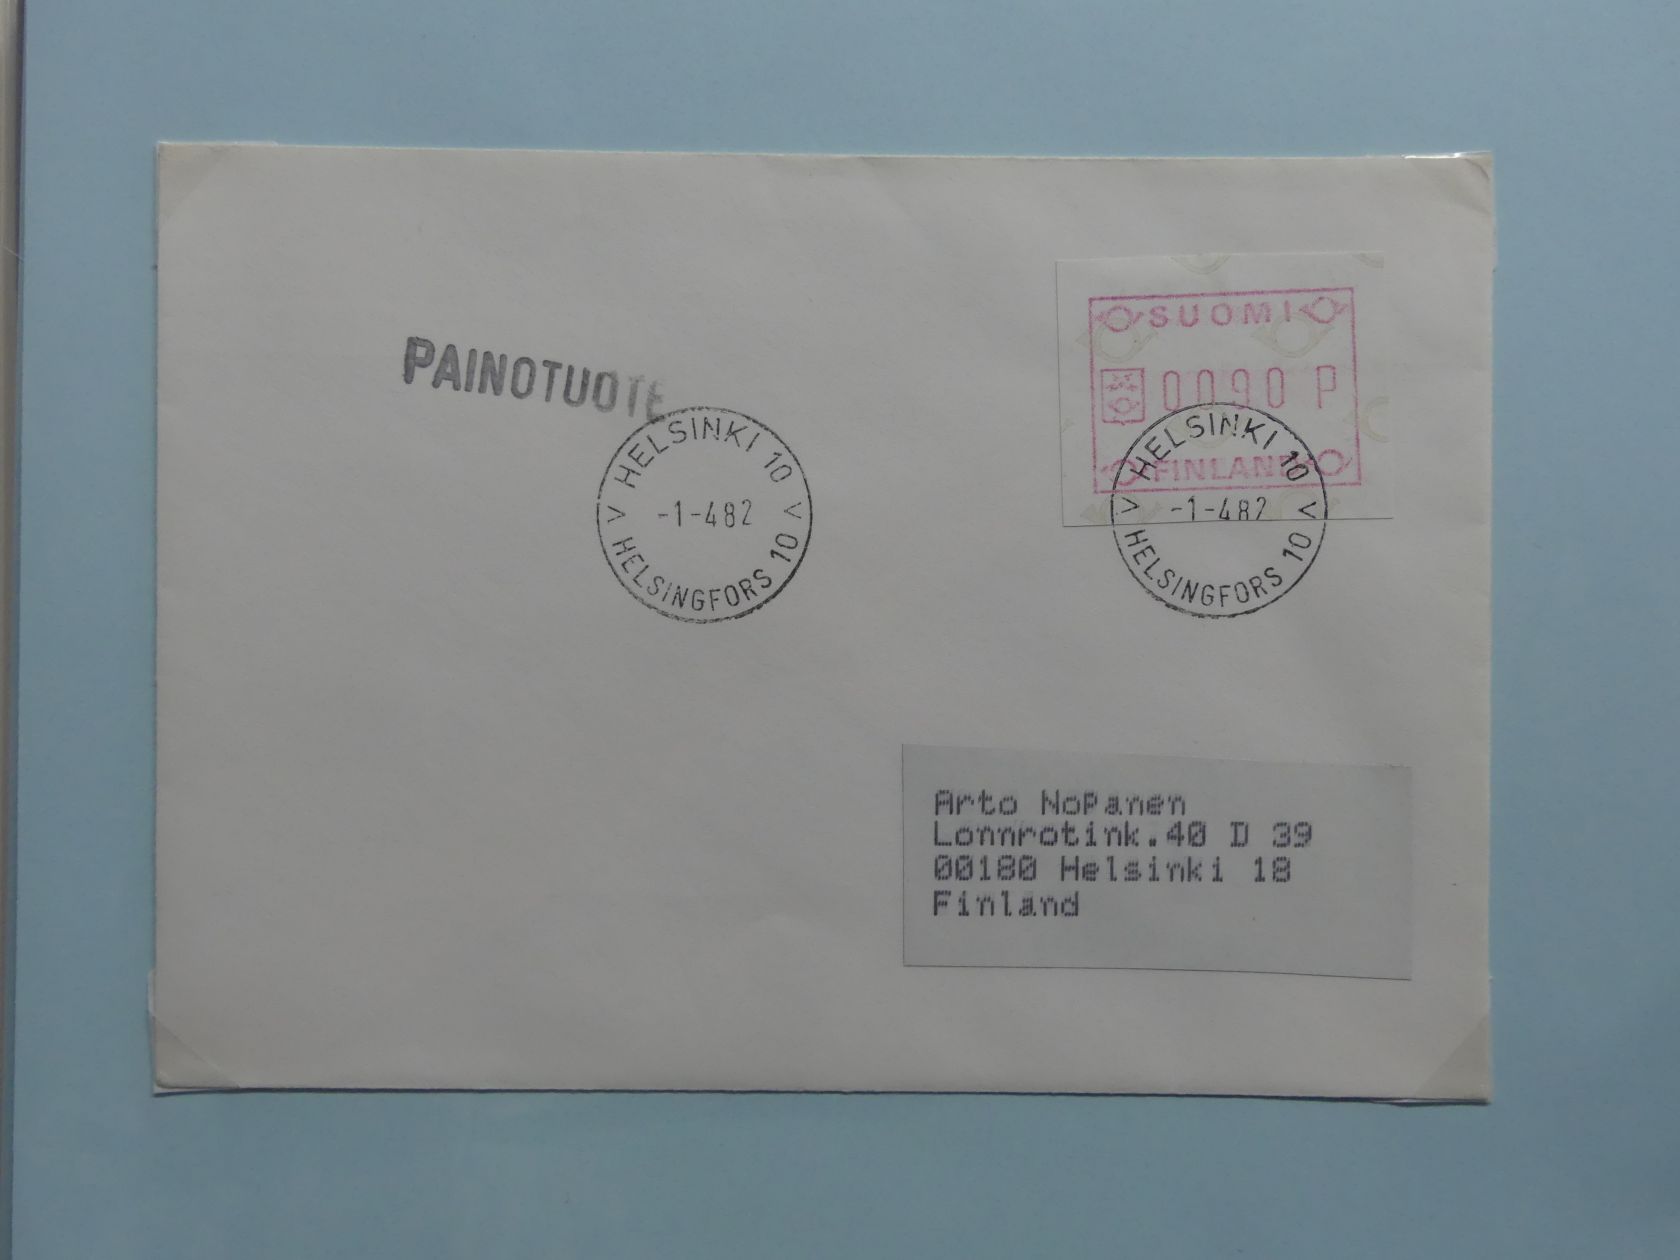 PAINOTUOTE
SUOMI
0090 P
FINLAND
HELSINKI 10
-1-482
HELSINGFORS 10
HELSINKI 10
-1-482
HELSINGFORS 10
Arto Nopanen
Lonnrotink.40 D 39
00180 Helsinki 18
Finland